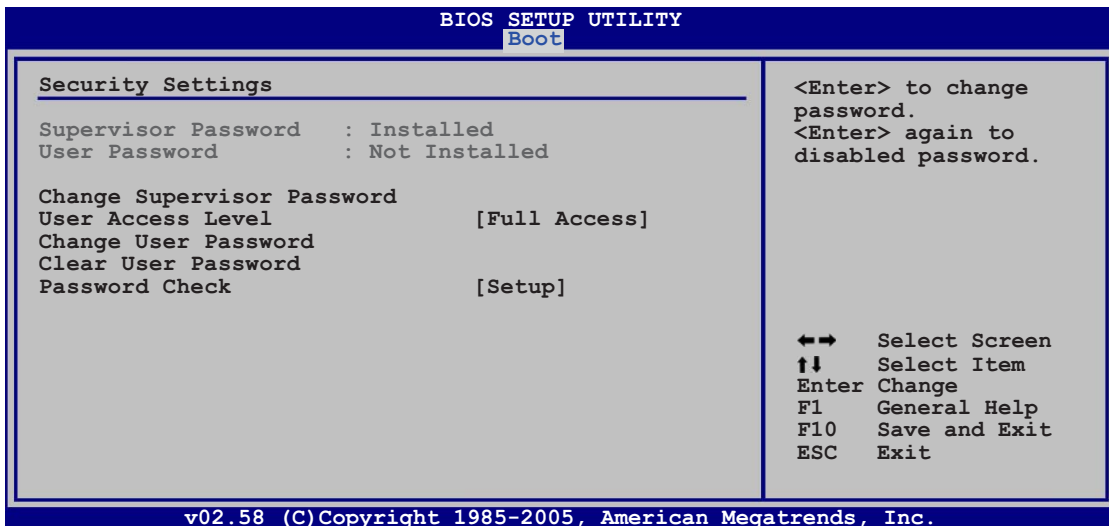 BIOS SETUP UTILITY
Boot
Security Settings
Supervisor Password : Installed
User Password : Not Installed
Change Supervisor Password
User Access Level [Full Access]
Change User Password
Clear User Password
Password Check [Setup]
<Enter> to change
password.
<Enter> again to
disabled password.
←→ Select Screen
↑↓ Select Item
Enter Change
F1 General Help
F10 Save and Exit
ESC Exit
v02.58 (C)Copyright 1985-2005, American Megatrends, Inc.